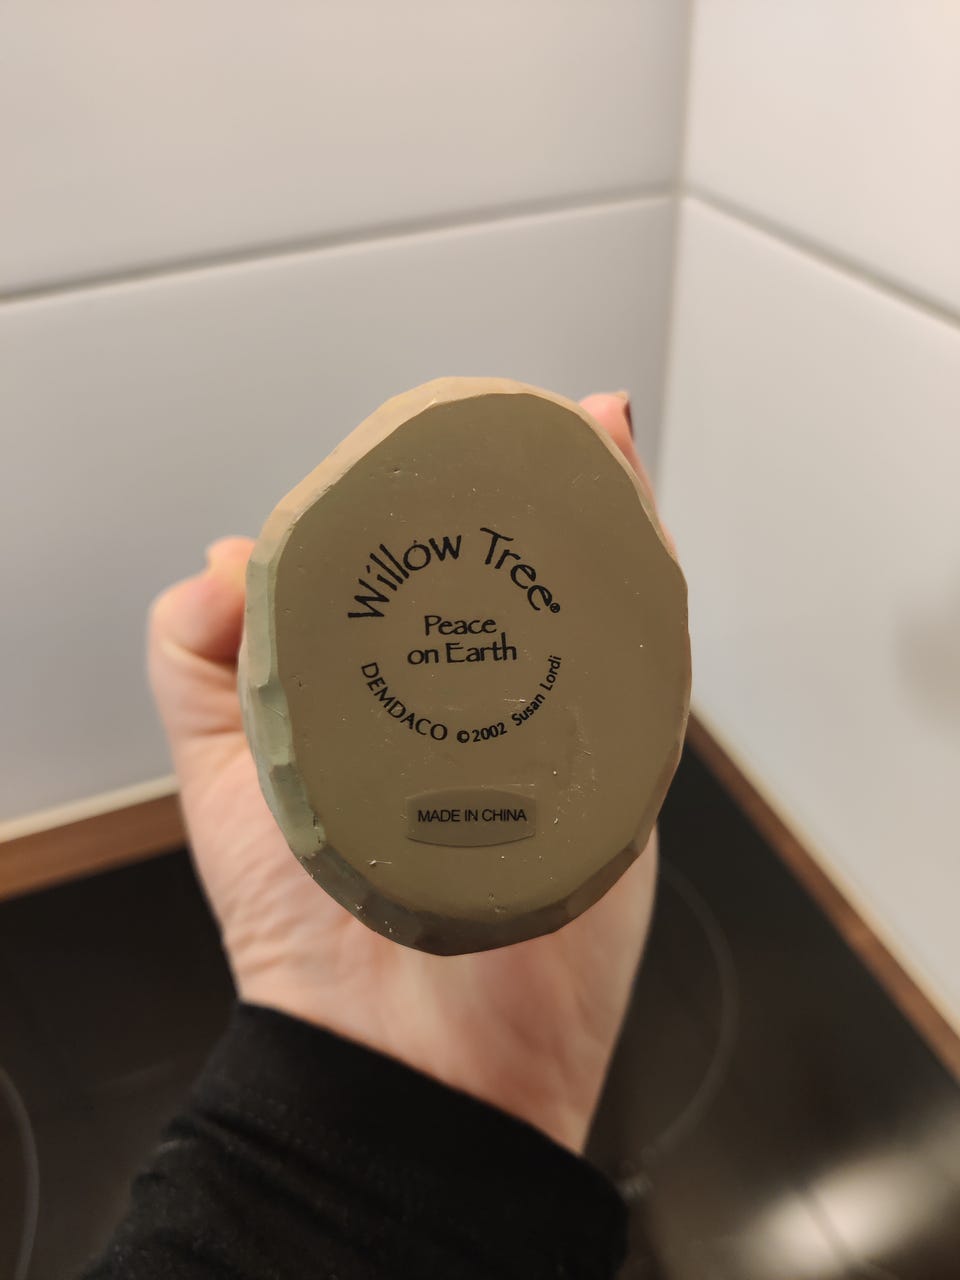 Willow Tree®
Peace
on Earth
DEMDACO ©2002 Susan Lordi
MADE IN CHINA